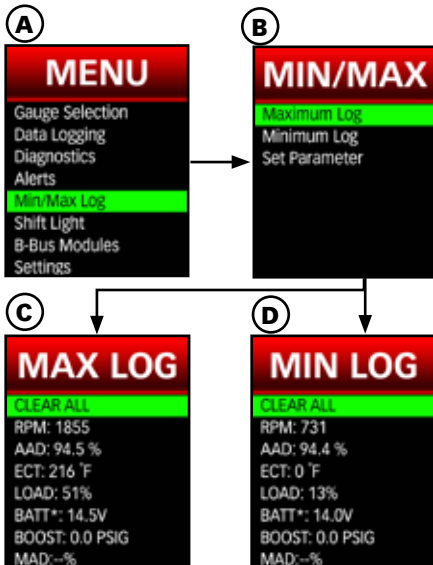 A
MENU
Gauge Selection
Data Logging
Diagnostics
Alerts
Min/Max Log
Shift Light
B-Bus Modules
Settings
B
MIN/MAX
Maximum Log
Minimum Log
Set Parameter
C
MAX LOG
CLEAR ALL
RPM: 1855
AAD: 94.5 %
ECT: 216 °F
LOAD: 51%
BATT*: 14.5V
BOOST: 0.0 PSIG
MAD:--%
D
MIN LOG
CLEAR ALL
RPM: 731
AAD: 94.4 %
ECT: 0 °F
LOAD: 13%
BATT*: 14.0V
BOOST: 0.0 PSIG
MAD:--%